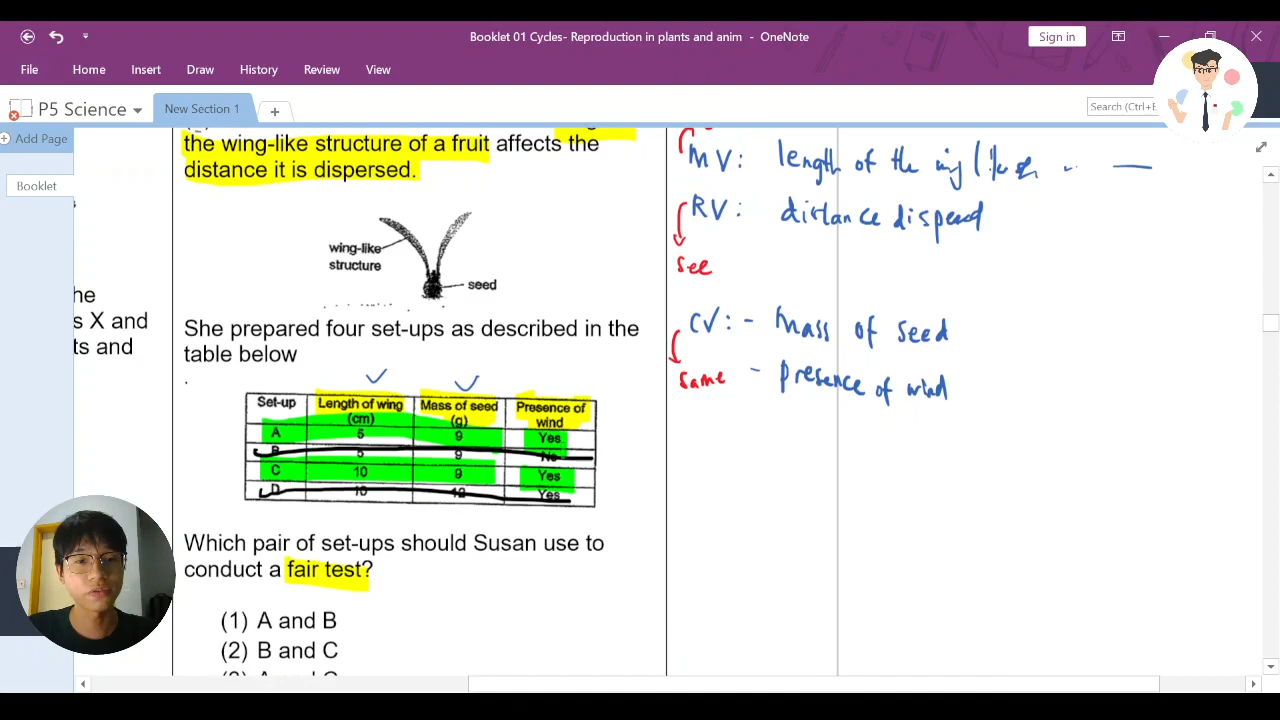 Booklet 01 Cycles- Reproduction in plants and anim - OneNote
Sign in
File Home Insert Draw History Review View
P5 Science
New Section 1
+
Search (Ctrl+E
Add Page
Booklet
he
s X and
ts and
the wing-like structure of a fruit affects the
distance it is dispersed.
wing-like
structure
seed
She prepared four set-ups as described in the
table below
.
Set-up Length of wing (cm) Mass of seed (g) Presence of wind
A 5 9 Yes
B 5 9 No
C 10 9 Yes
D 10 12 Yes
Which pair of set-ups should Susan use to
conduct a fair test?
(1) A and B
(2) B and C
MV: length of the wing
RV: distance dispersed
see
CV: - Mass of seed
same - presence of wind